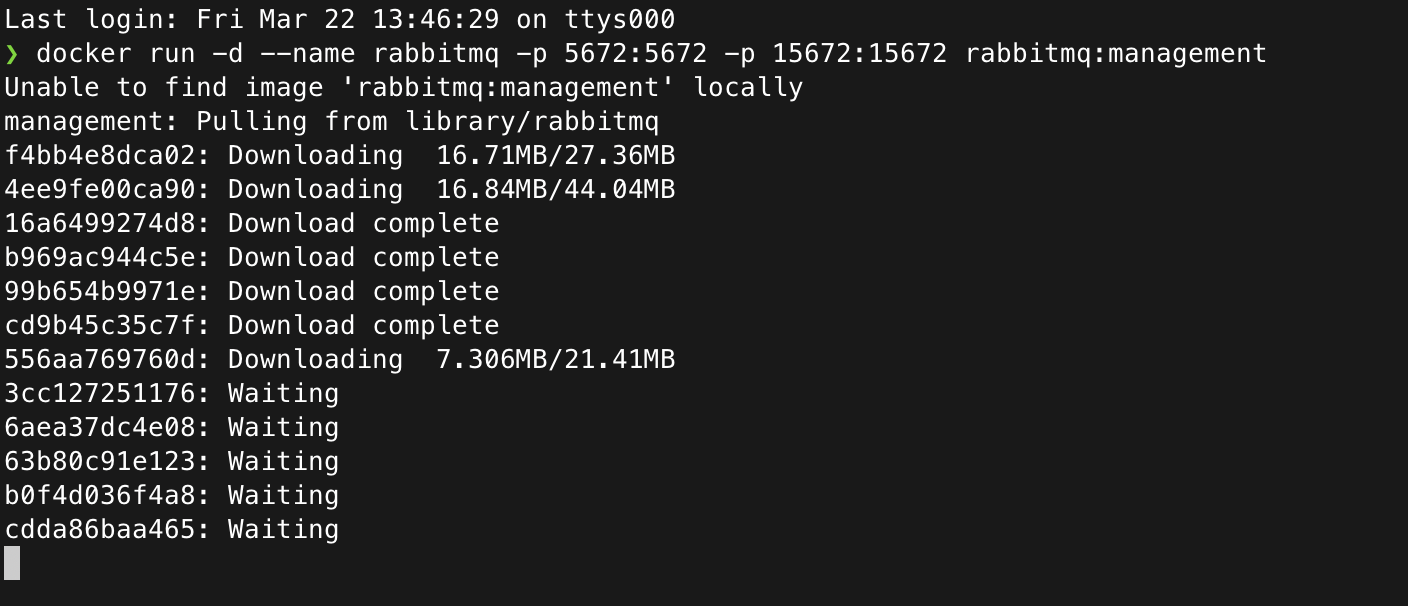 Last login: Fri Mar 22 13:46:29 on ttys000
❯ docker run -d --name rabbitmq -p 5672:5672 -p 15672:15672 rabbitmq:management
Unable to find image 'rabbitmq:management' locally
management: Pulling from library/rabbitmq
f4bb4e8dca02: Downloading  16.71MB/27.36MB
4ee9fe00ca90: Downloading  16.84MB/44.04MB
16a6499274d8: Download complete
b969ac944c5e: Download complete
99b654b9971e: Download complete
cd9b45c35c7f: Download complete
556aa769760d: Downloading  7.306MB/21.41MB
3cc127251176: Waiting
6aea37dc4e08: Waiting
63b80c91e123: Waiting
b0f4d036f4a8: Waiting
cdda86baa465: Waiting